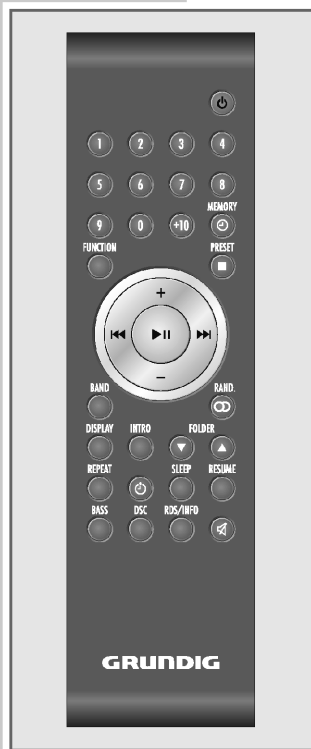 1 2 3 4
5 6 7 8
MEMORY
9 0 +10
FUNCTION PRESET
+
−
BAND RAND.
DISPLAY INTRO FOLDER
REPEAT SLEEP RESUME
BASS DSC RDS/INFO
GRUNDIG